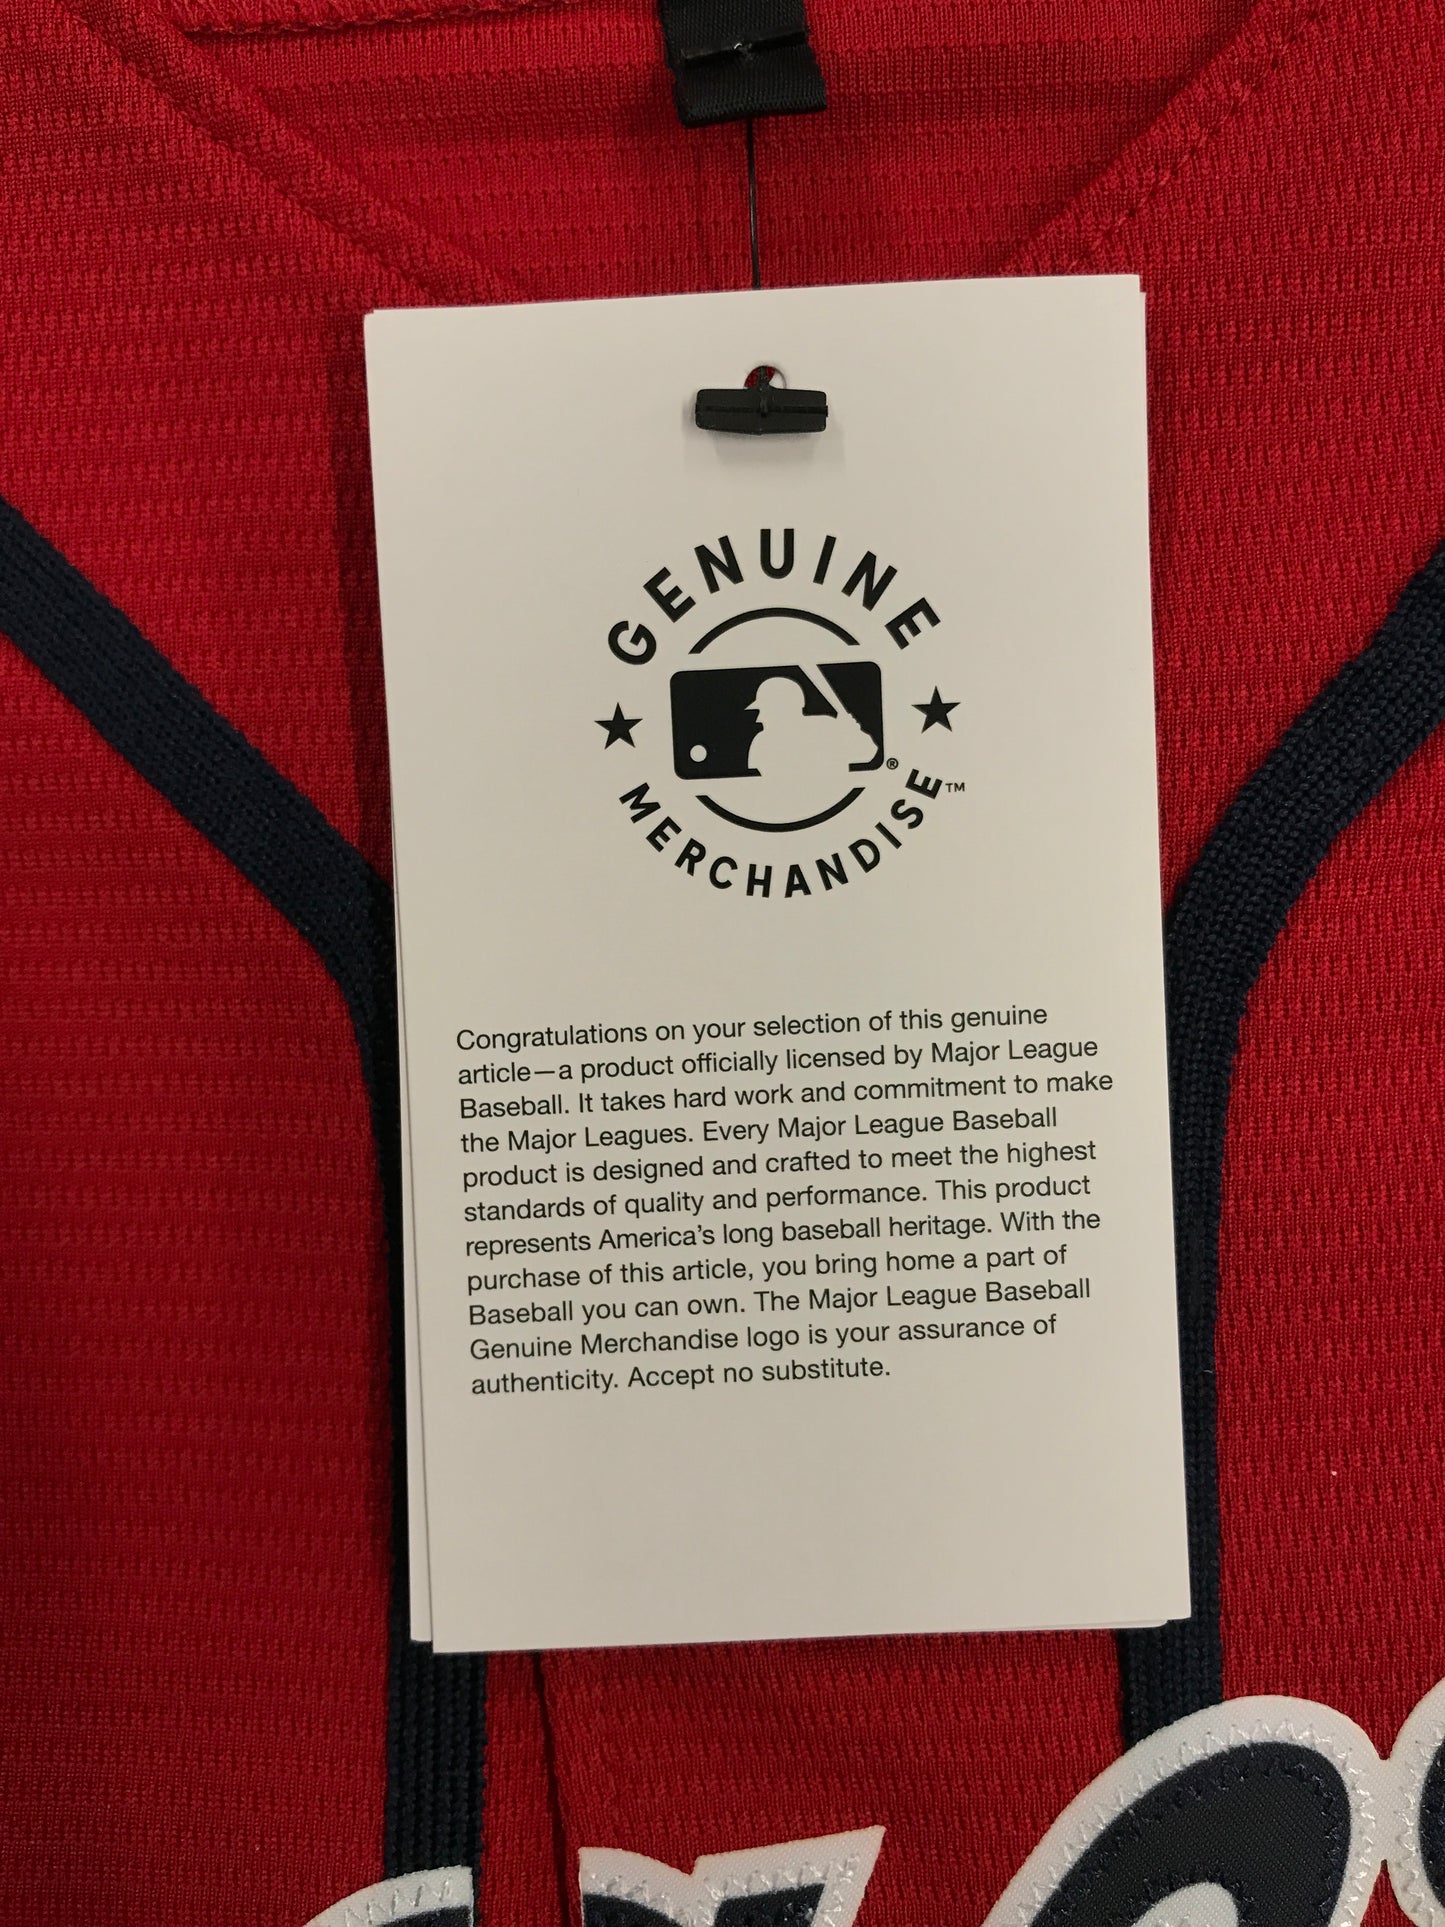 GENUINE
®
MERCHANDISE™
Congratulations on your selection of this genuine
article—a product officially licensed by Major League
Baseball. It takes hard work and commitment to make
the Major Leagues. Every Major League Baseball
product is designed and crafted to meet the highest
standards of quality and performance. This product
represents America’s long baseball heritage. With the
purchase of this article, you bring home a part of
Baseball you can own. The Major League Baseball
Genuine Merchandise logo is your assurance of
authenticity. Accept no substitute.